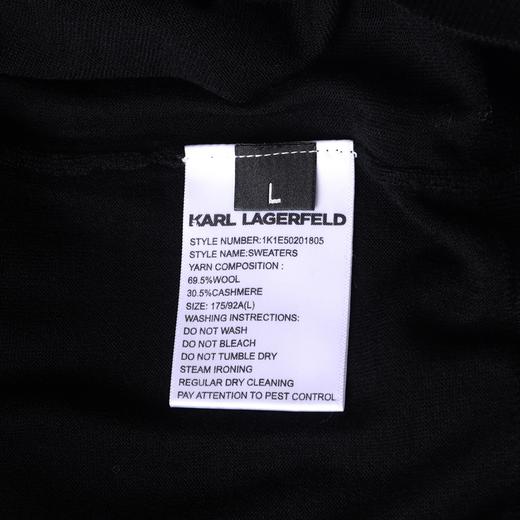 L
KARL LAGERFELD
STYLE NUMBER:1K1E50201805
STYLE NAME:SWEATERS
YARN COMPOSITION :
69.5%WOOL
30.5%CASHMERE
SIZE: 175/92A(L)
WASHING INSTRUCTIONS:
DO NOT WASH
DO NOT BLEACH
DO NOT TUMBLE DRY
STEAM IRONING
REGULAR DRY CLEANING
PAY ATTENTION TO PEST CONTROL